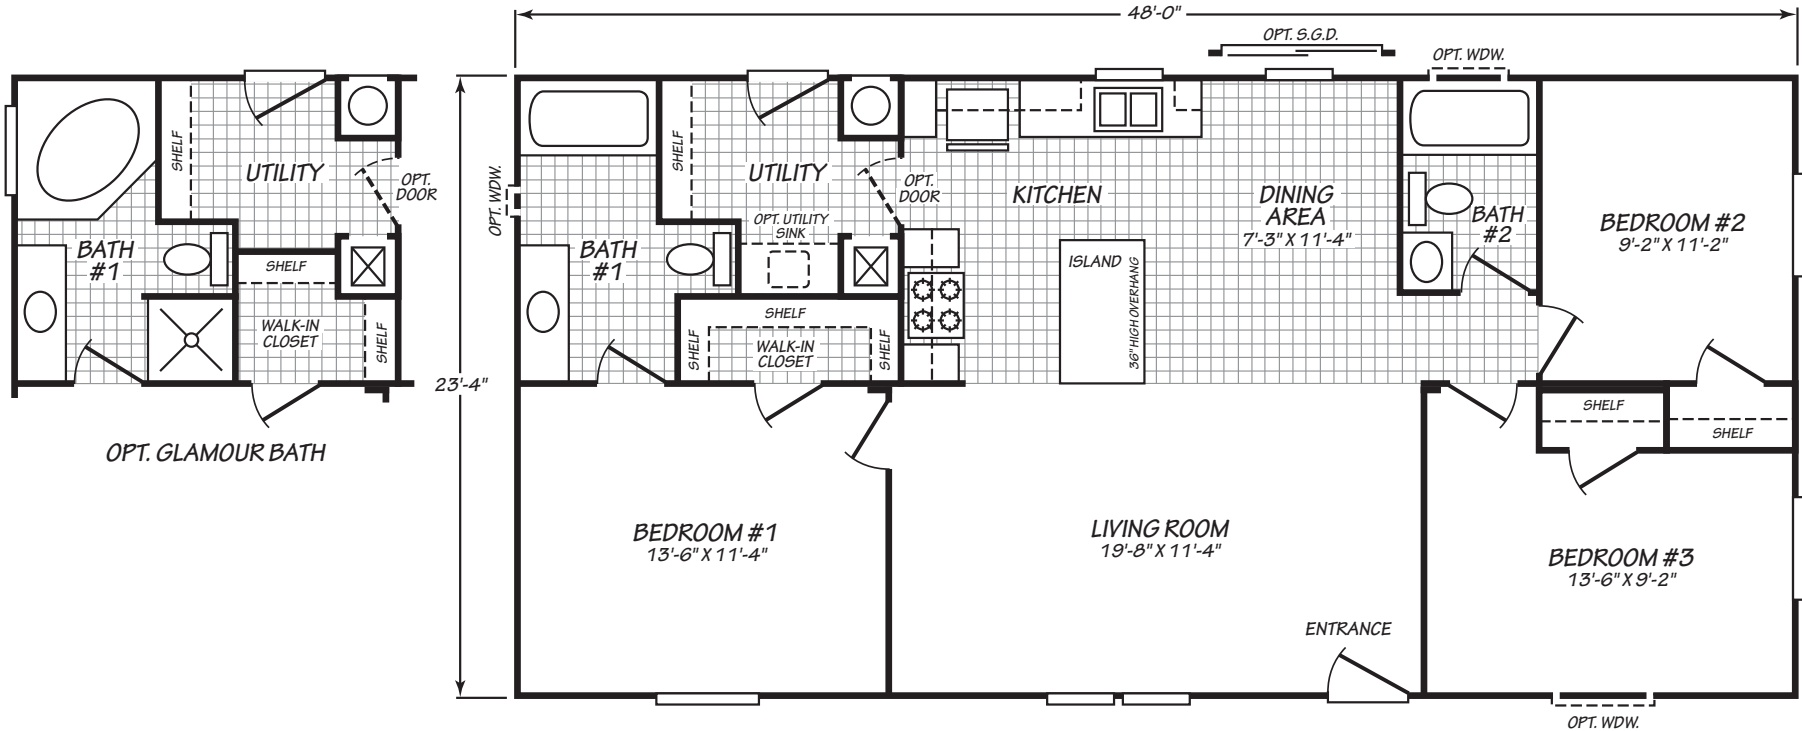 48'-0"
OPT. S.G.D.
OPT. WDW.
SHELF
UTILITY
OPT.
DOOR
BATH
#1
SHELF
WALK-IN
CLOSET
SHELF
OPT. GLAMOUR BATH
23'-4"
OPT. WDW.
SHELF
UTILITY
OPT.
DOOR
OPT. UTILITY
SINK
BATH
#1
SHELF
SHELF
WALK-IN
CLOSET
SHELF
KITCHEN
ISLAND
36" HIGH OVERHANG
DINING
AREA
7'-3" X 11'-4"
BATH
#2
BEDROOM #2
9'-2" X 11'-2"
SHELF
SHELF
BEDROOM #1
13'-6" X 11'-4"
LIVING ROOM
19'-8" X 11'-4"
BEDROOM #3
13'-6" X 9'-2"
ENTRANCE
OPT. WDW.